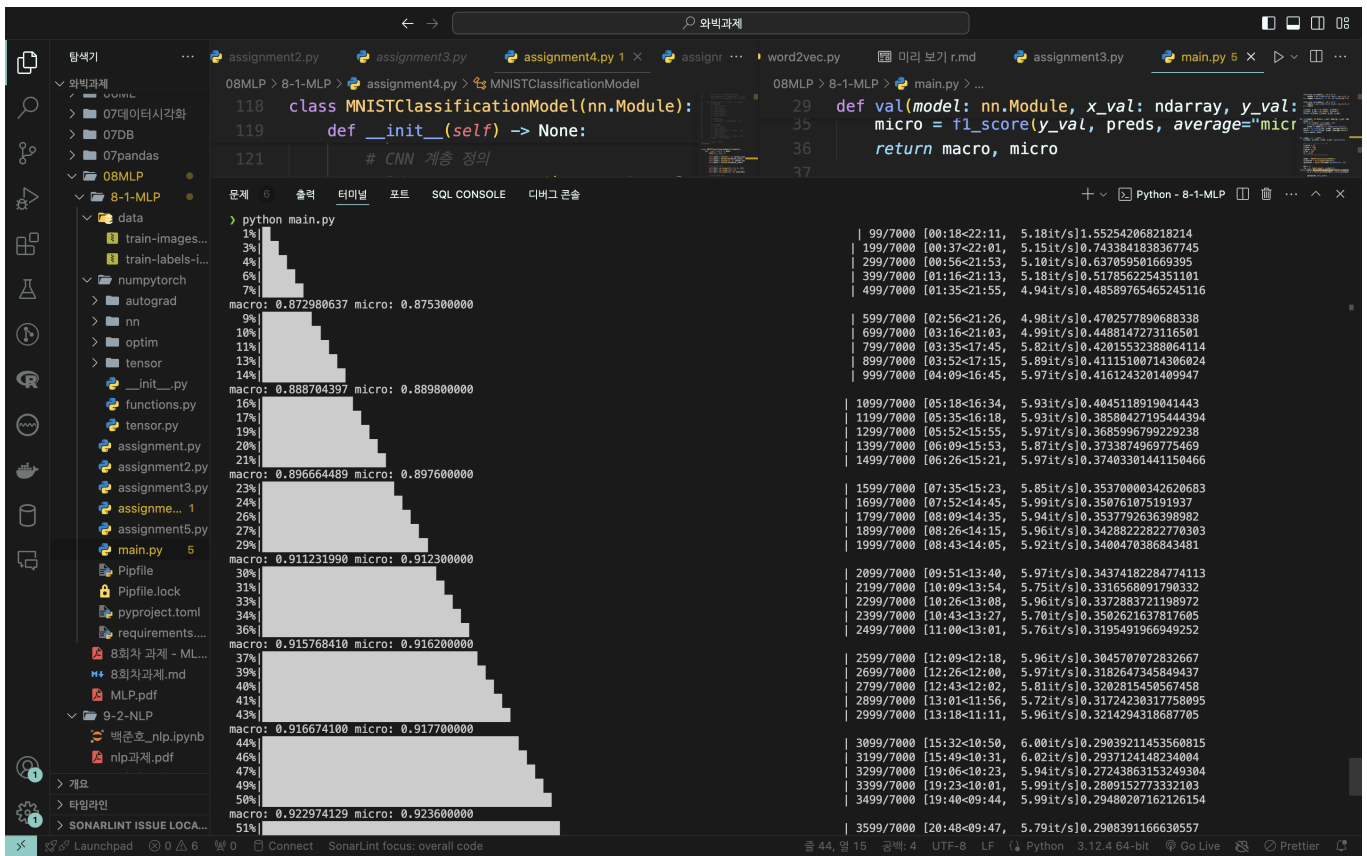 와빅과제
탐색기
와빅과제
07데이터시각화
07DB
07pandas
08MLP
8-1-MLP
data
train-images...
train-labels-i...
numpytorch
autograd
nn
optim
tensor
__init__.py
functions.py
tensor.py
assignment.py
assignment2.py
assignment3.py
assignme... 1
assignment5.py
main.py 5
Pipfile
Pipfile.lock
pyproject.toml
requirements....
8회차 과제 - ML...
8회차과제.md
MLP.pdf
9-2-NLP
백준호_nlp.ipynb
nlp과제.pdf
개요
타임라인
SONARLINT ISSUE LOCA...
assignment2.py assignment3.py assignment4.py 1 assignr ...
08MLP > 8-1-MLP > assignment4.py > MNISTClassificationModel
118 class MNISTClassificationModel(nn.Module):
119 def __init__(self) -> None:
121 # CNN 계층 정의
word2vec.py 미리 보기 r.md assignment3.py main.py 5
08MLP > 8-1-MLP > main.py > ...
29 def val(model: nn.Module, x_val: ndarray, y_val:
35 micro = f1_score(y_val, preds, average="micr
36 return macro, micro
37
문제 6 출력 터미널 포트 SQL CONSOLE 디버그 콘솔 Python - 8-1-MLP
❯ python main.py
1%| | 99/7000 [00:18<22:11, 5.18it/s]1.552542068218214
3%| | 199/7000 [00:37<22:01, 5.15it/s]0.7433841838367745
4%| | 299/7000 [00:56<21:53, 5.10it/s]0.637059501669395
6%| | 399/7000 [01:16<21:13, 5.18it/s]0.5178562254351101
7%| | 499/7000 [01:35<21:55, 4.94it/s]0.48589765465245116
macro: 0.872980637 micro: 0.875300000
9%| | 599/7000 [02:56<21:26, 4.98it/s]0.4702577890688338
10%| | 699/7000 [03:16<21:03, 4.99it/s]0.4488147273116501
11%| | 799/7000 [03:35<17:45, 5.82it/s]0.42015532388064114
13%| | 899/7000 [03:52<17:15, 5.89it/s]0.41115100714306024
14%| | 999/7000 [04:09<16:45, 5.97it/s]0.4161243201409947
macro: 0.888704397 micro: 0.889800000
16%| | 1099/7000 [05:18<16:34, 5.93it/s]0.4045118919041443
17%| | 1199/7000 [05:35<16:18, 5.93it/s]0.38580427195444394
19%| | 1299/7000 [05:52<15:55, 5.97it/s]0.3685996799229238
20%| | 1399/7000 [06:09<15:53, 5.87it/s]0.3733874969775469
21%| | 1499/7000 [06:26<15:21, 5.97it/s]0.37403301441150466
macro: 0.896664489 micro: 0.897600000
23%| | 1599/7000 [07:35<15:23, 5.85it/s]0.35370000342620683
24%| | 1699/7000 [07:52<14:45, 5.99it/s]0.350761075191937
26%| | 1799/7000 [08:09<14:35, 5.94it/s]0.3537792636398982
27%| | 1899/7000 [08:26<14:15, 5.96it/s]0.34288222822770303
29%| | 1999/7000 [08:43<14:05, 5.92it/s]0.3400470386843481
macro: 0.911231990 micro: 0.912300000
30%| | 2099/7000 [09:51<13:40, 5.97it/s]0.34374182284774113
31%| | 2199/7000 [10:09<13:54, 5.75it/s]0.3316568091790332
33%| | 2299/7000 [10:26<13:08, 5.96it/s]0.3372883721198972
34%| | 2399/7000 [10:43<13:27, 5.70it/s]0.3502621637817605
36%| | 2499/7000 [11:00<13:01, 5.76it/s]0.3195491966949252
macro: 0.915768410 micro: 0.916200000
37%| | 2599/7000 [12:09<12:18, 5.96it/s]0.3045707072832667
39%| | 2699/7000 [12:26<12:00, 5.97it/s]0.3182647345849437
40%| | 2799/7000 [12:43<12:02, 5.81it/s]0.3202815450567458
41%| | 2899/7000 [13:01<11:56, 5.72it/s]0.31724230317758095
43%| | 2999/7000 [13:18<11:11, 5.96it/s]0.3214294318687705
macro: 0.916674100 micro: 0.917700000
44%| | 3099/7000 [15:32<10:50, 6.00it/s]0.29039211453560815
46%| | 3199/7000 [15:49<10:31, 6.02it/s]0.2937124148234004
47%| | 3299/7000 [19:06<10:23, 5.94it/s]0.27243863153249304
49%| | 3399/7000 [19:23<10:01, 5.99it/s]0.2809152773332103
50%| | 3499/7000 [19:40<09:44, 5.99it/s]0.29480207162126154
macro: 0.922974129 micro: 0.923600000
51%| | 3599/7000 [20:48<09:47, 5.79it/s]0.2908391166630557
1
1
Launchpad 0 6 0 Connect SonarLint focus: overall code 줄 44, 열 15 공백: 4 UTF-8 LF Python 3.12.4 64-bit Go Live Prettier